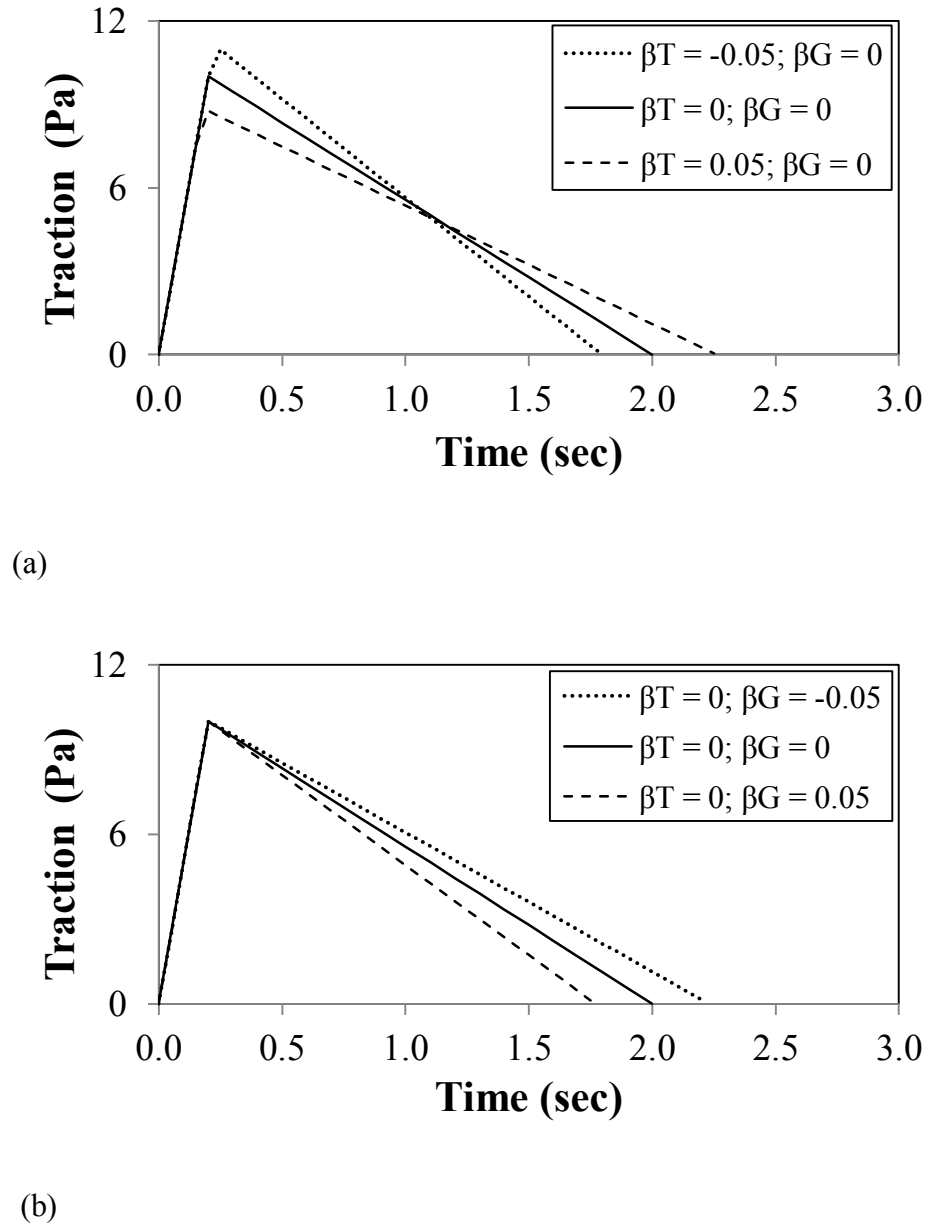 (a)
12
6
0
Traction (Pa)
βT = -0.05; βG = 0
βT = 0; βG = 0
βT = 0.05; βG = 0
0.0 0.5 1.0 1.5 2.0 2.5 3.0
Time (sec)
(a)
12
6
0
Traction (Pa)
βT = 0; βG = -0.05
βT = 0; βG = 0
βT = 0; βG = 0.05
0.0 0.5 1.0 1.5 2.0 2.5 3.0
Time (sec)
(b)